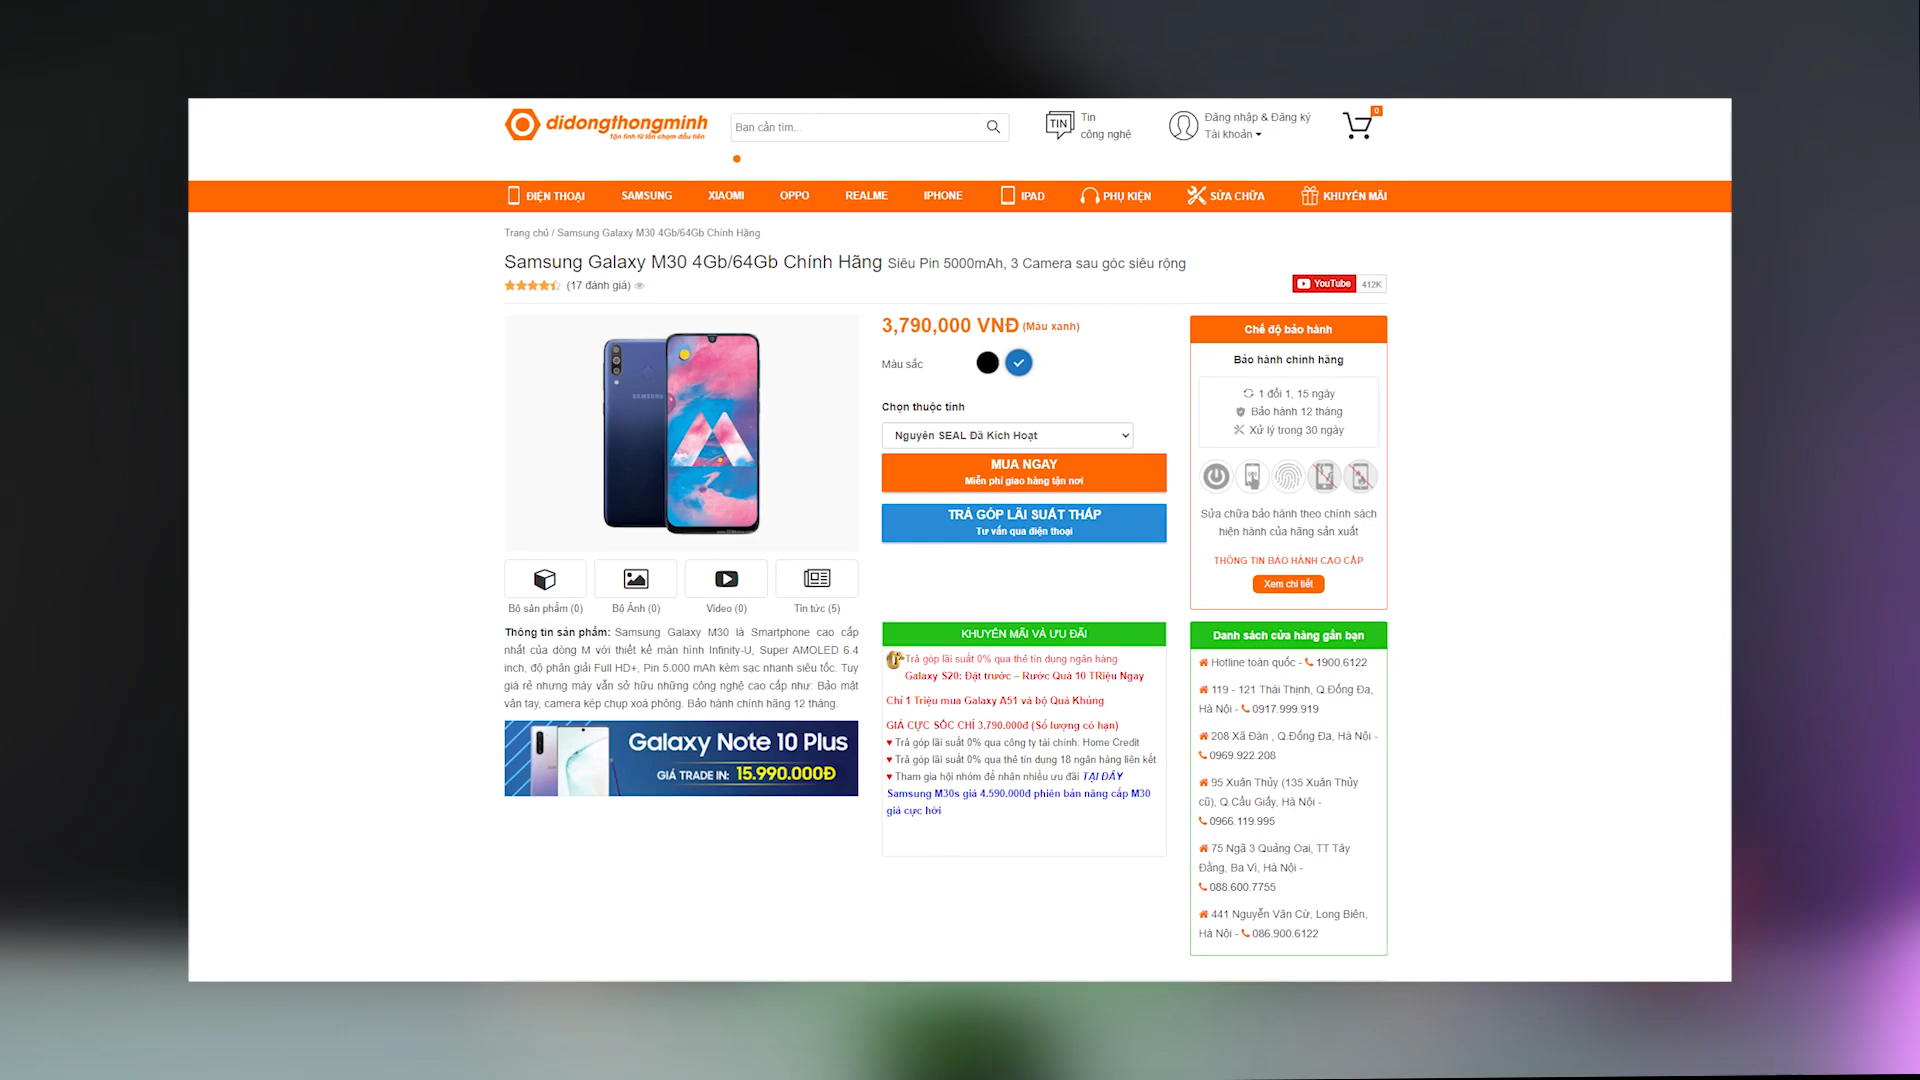 didongthongminh
Tận tình từ lần chạm đầu tiên
Bạn cần tìm...
TIN
Tin
công nghệ
Đăng nhập & Đăng ký
Tài khoản
0
ĐIỆN THOẠI
SAMSUNG
XIAOMI
OPPO
REALME
IPHONE
IPAD
PHỤ KIỆN
SỬA CHỮA
KHUYẾN MÃI
Trang chủ / Samsung Galaxy M30 4Gb/64Gb Chính Hãng
Samsung Galaxy M30 4Gb/64Gb Chính Hãng Siêu Pin 5000mAh, 3 Camera sau góc siêu rộng
(17 đánh giá)
YouTube 412K
SAMSUNG
Bộ sản phẩm (0)
Bộ Ảnh (0)
Video (0)
Tin tức (5)
Thông tin sản phẩm: Samsung Galaxy M30 là Smartphone cao cấp
nhất của dòng M với thiết kế màn hình Infinity-U, Super AMOLED 6.4
inch, độ phân giải Full HD+, Pin 5.000 mAh kèm sạc nhanh siêu tốc. Tuy
giá rẻ nhưng máy vẫn sở hữu những công nghệ cao cấp như: Bảo mật
vân tay, camera kép chụp xoá phông. Bảo hành chính hãng 12 tháng.
Galaxy Note 10 Plus
GIÁ TRADE IN: 15.990.000Đ
3,790,000 VNĐ (Màu xanh)
Màu sắc
Chọn thuộc tính
Nguyên SEAL Đã Kích Hoạt
MUA NGAY
Miễn phí giao hàng tận nơi
TRẢ GÓP LÃI SUẤT THẤP
Tư vấn qua điện thoại
KHUYẾN MÃI VÀ ƯU ĐÃI
Trả góp lãi suất 0% qua thẻ tín dụng ngân hàng
Galaxy S20: Đặt trước – Rước Quà 10 TRiệu Ngay
Chỉ 1 Triệu mua Galaxy A51 và bộ Quà Khủng
GIÁ CỰC SỐC CHỈ 3.790.000đ (Số lượng có hạn)
♥ Trả góp lãi suất 0% qua công ty tài chính: Home Credit
♥ Trả góp lãi suất 0% qua thẻ tín dụng 18 ngân hàng liên kết
♥ Tham gia hội nhóm để nhận nhiều ưu đãi TẠI ĐÂY
Samsung M30s giá 4.590.000đ phiên bản nâng cấp M30
giá cực hời
Chế độ bảo hành
Bảo hành chính hãng
1 đổi 1, 15 ngày
Bảo hành 12 tháng
Xử lý trong 30 ngày
Sửa chữa bảo hành theo chính sách
hiện hành của hãng sản xuất
THÔNG TIN BẢO HÀNH CAO CẤP
Xem chi tiết
Danh sách cửa hàng gần bạn
Hotline toàn quốc - 1900.6122
119 - 121 Thái Thịnh, Q.Đống Đa,
Hà Nội - 0917.999.919
208 Xã Đàn , Q.Đống Đa, Hà Nội -
0969.922.208
95 Xuân Thủy (135 Xuân Thủy
cũ), Q.Cầu Giấy, Hà Nội -
0966.119.995
75 Ngã 3 Quảng Oai, TT Tây
Đằng, Ba Vì, Hà Nội -
088.600.7755
441 Nguyễn Văn Cừ, Long Biên,
Hà Nội - 086.900.6122